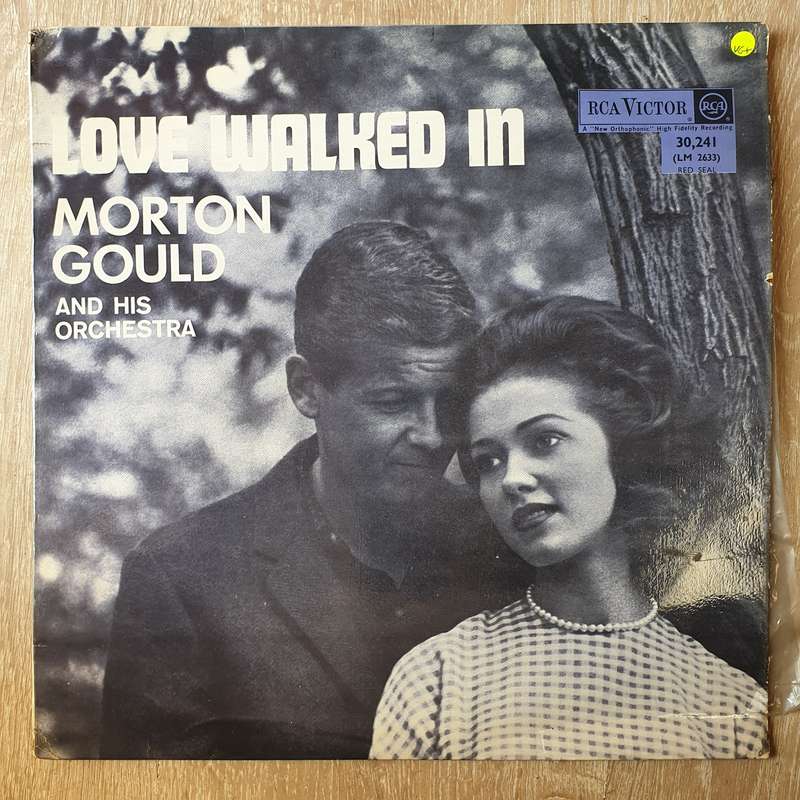 VG+
LOVE WALKED IN
RCA VICTOR
RCA
A "New Orthophonic" High Fidelity Recording
30,241
(LM 2633)
RED SEAL
MORTON
GOULD
AND HIS
ORCHESTRA